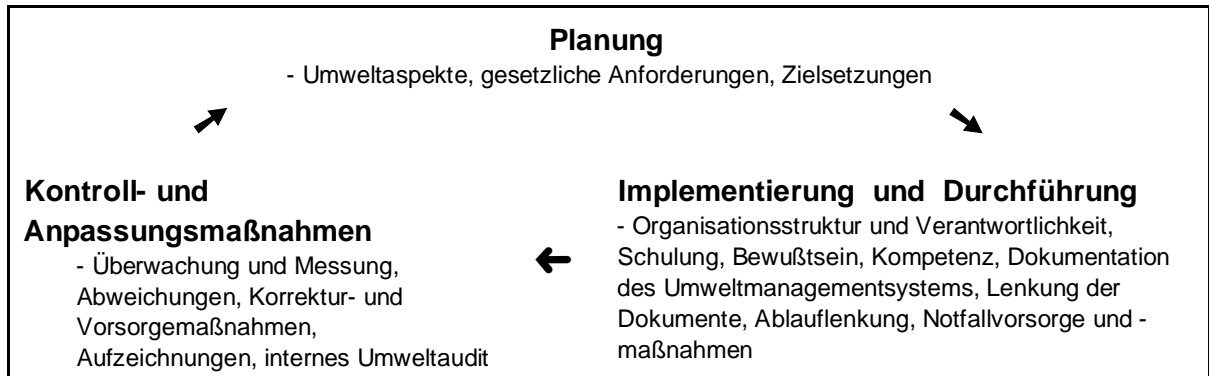 Planung
- Umweltaspekte, gesetzliche Anforderungen, Zielsetzungen
Kontroll- und
Anpassungsmaßnahmen
- Überwachung und Messung,
Abweichungen, Korrektur- und
Vorsorgemaßnahmen,
Aufzeichnungen, internes Umweltaudit
Implementierung und Durchführung
- Organisationsstruktur und Verantwortlichkeit,
Schulung, Bewußtsein, Kompetenz, Dokumentation
des Umweltmanagementsystems, Lenkung der
Dokumente, Ablauflenkung, Notfallvorsorge und -
maßnahmen